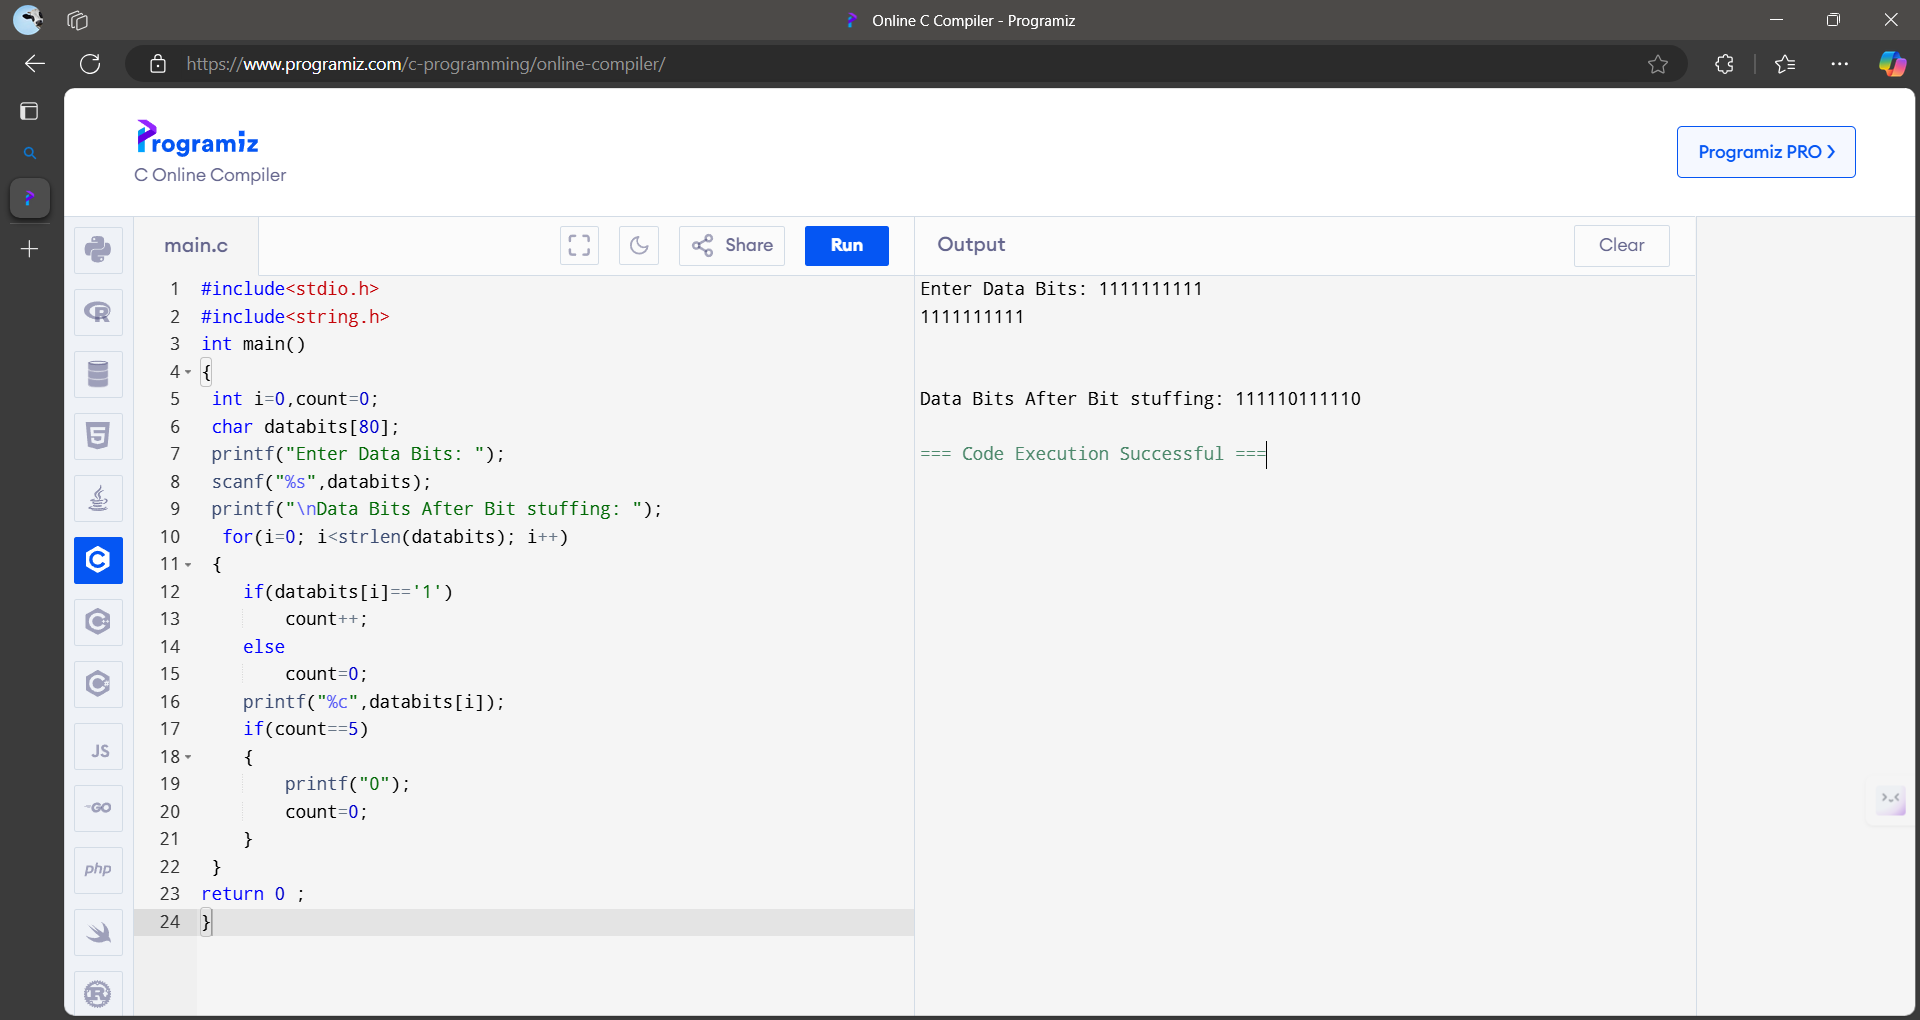 Online C Compiler - Programiz
https://www.programiz.com/c-programming/online-compiler/
Programiz
C Online Compiler
Programiz PRO ❯
main.c
Share
Run
Output
Clear
1 #include<stdio.h>
2 #include<string.h>
3 int main()
4 {
5 int i=0,count=0;
6 char databits[80];
7 printf("Enter Data Bits: ");
8 scanf("%s",databits);
9 printf("\nData Bits After Bit stuffing: ");
10 for(i=0; i<strlen(databits); i++)
11 {
12 if(databits[i]=='1')
13 count++;
14 else
15 count=0;
16 printf("%c",databits[i]);
17 if(count==5)
18 {
19 printf("0");
20 count=0;
21 }
22 }
23 return 0 ;
24 }
Enter Data Bits: 1111111111
1111111111
Data Bits After Bit stuffing: 111110111110
=== Code Execution Successful ===
R
5
C
C
C
JS
GO
php
R